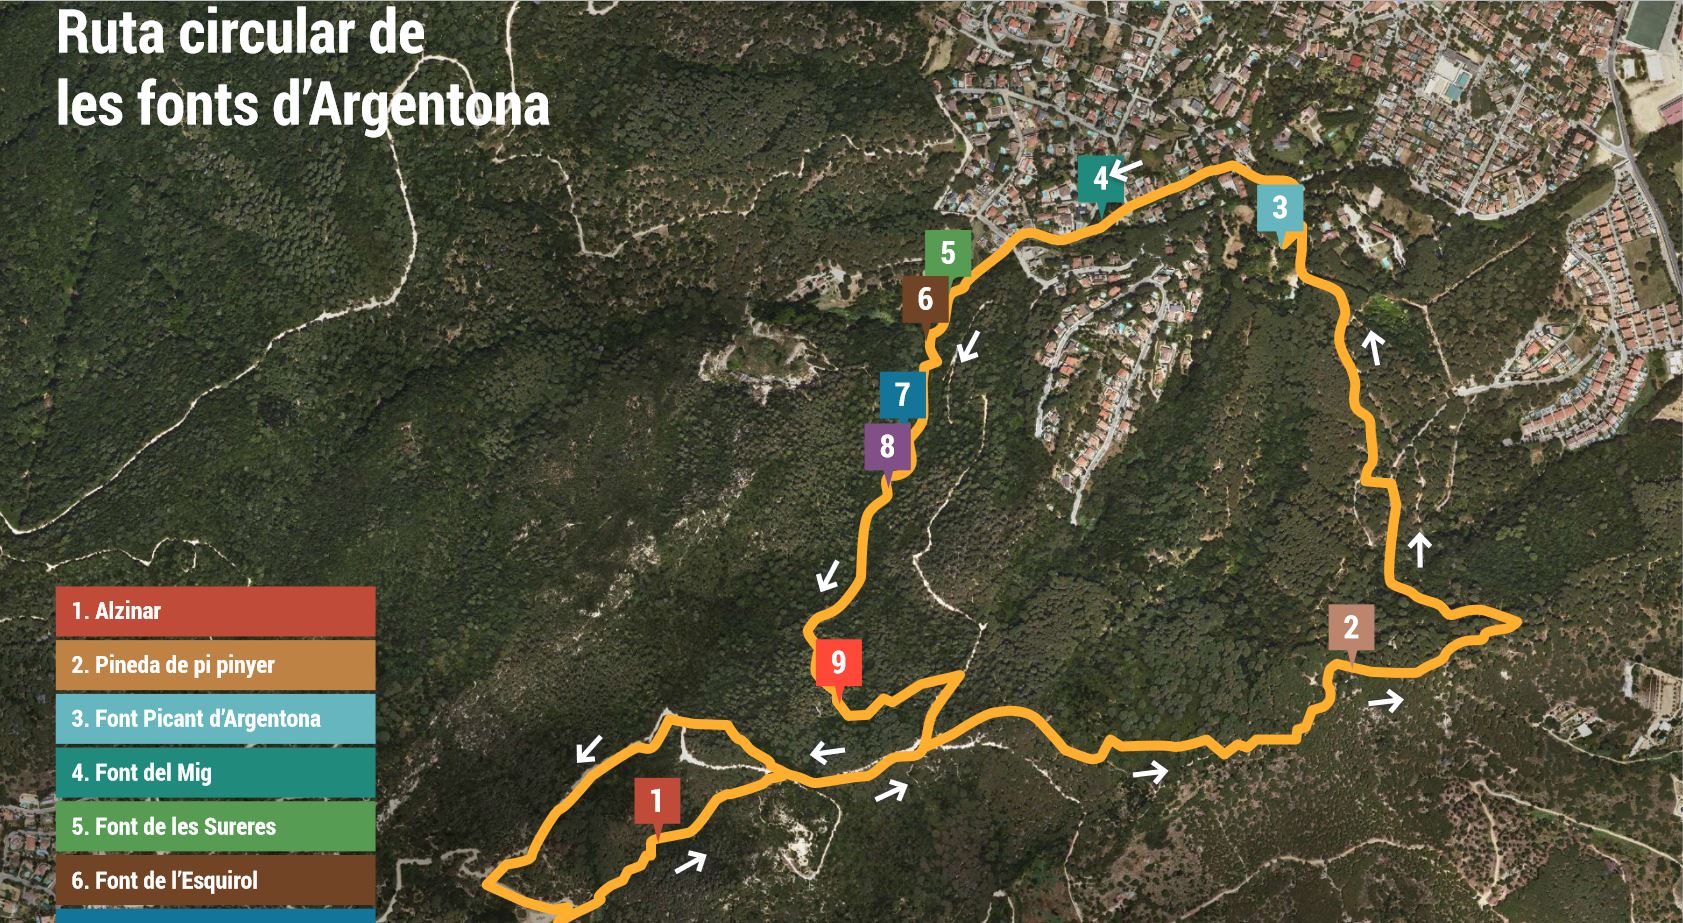 Ruta circular de
les fonts d'Argentona
4
3
5
6
7
8
2
9
1
1. Alzinar
2. Pineda de pi pinyer
3. Font Picant d'Argentona
4. Font del Mig
5. Font de les Sureres
6. Font de l'Esquirol